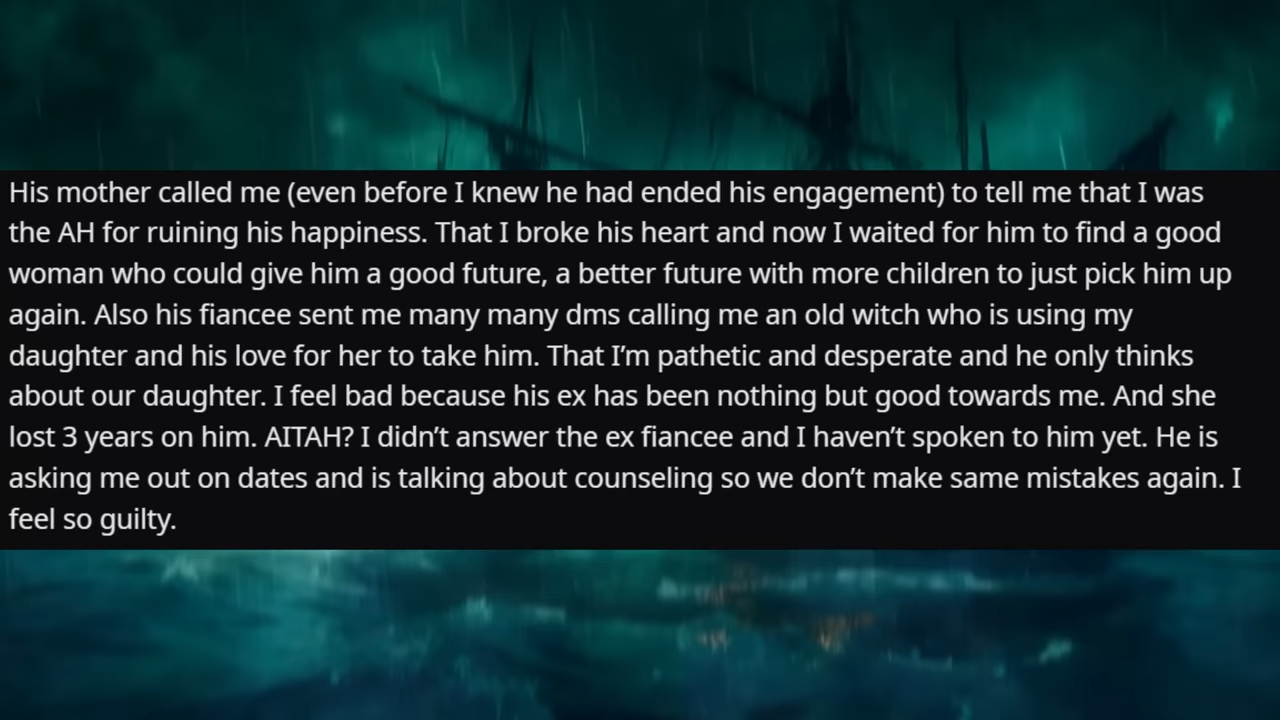 His mother called me (even before I knew he had ended his engagement) to tell me that I was
the AH for ruining his happiness. That I broke his heart and now I waited for him to find a good
woman who could give him a good future, a better future with more children to just pick him up
again. Also his fiancee sent me many many dms calling me an old witch who is using my
daughter and his love for her to take him. That I’m pathetic and desperate and he only thinks
about our daughter. I feel bad because his ex has been nothing but good towards me. And she
lost 3 years on him. AITAH? I didn’t answer the ex fiancee and I haven’t spoken to him yet. He is
asking me out on dates and is talking about counseling so we don’t make same mistakes again. I
feel so guilty.